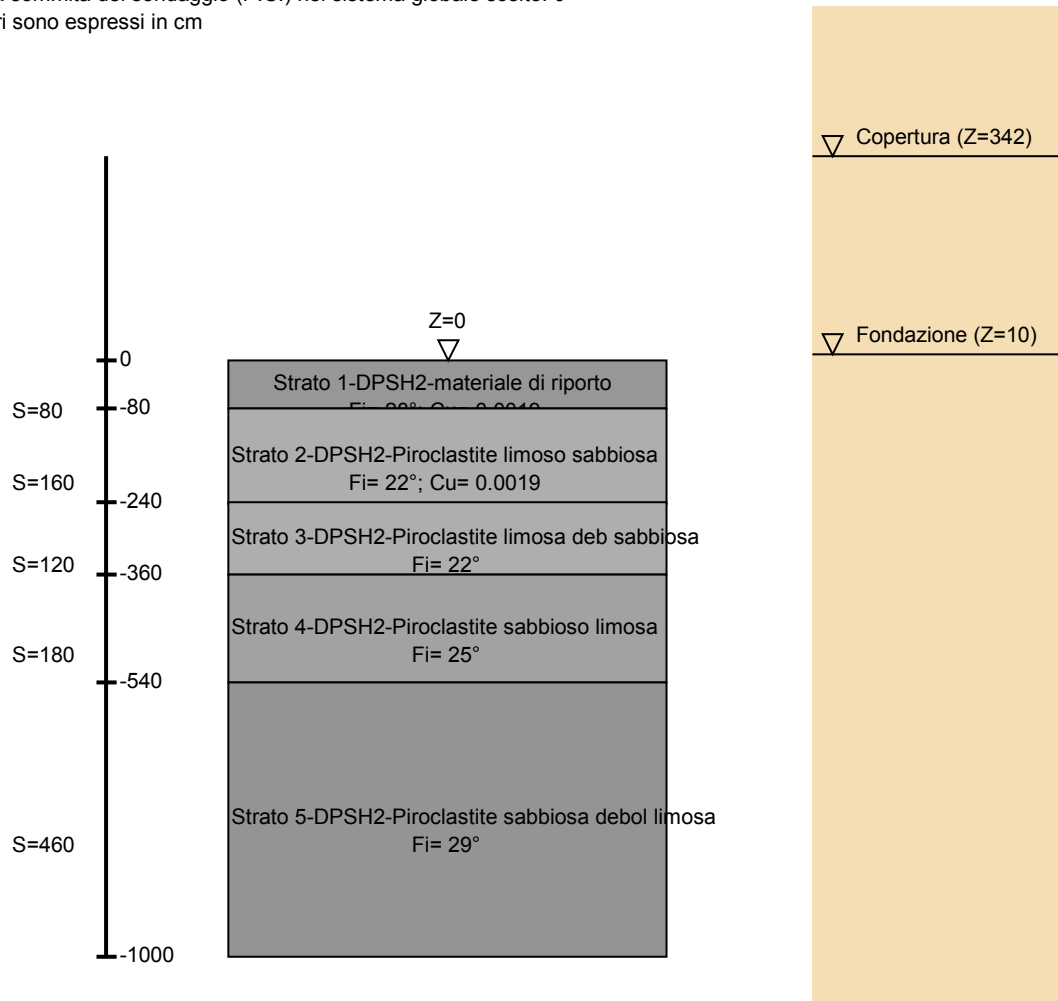 ri sono espressi in cm
Copertura (Z=342)
Fondazione (Z=10)
Z=0
0
Strato 1-DPSH2-materiale di riporto
S=80
-80
Strato 2-DPSH2-Piroclastite limoso sabbiosa
Fi= 22°; Cu= 0.0019
S=160
-240
Strato 3-DPSH2-Piroclastite limosa deb sabbiosa
Fi= 22°
S=120
-360
Strato 4-DPSH2-Piroclastite sabbioso limosa
Fi= 25°
S=180
-540
Strato 5-DPSH2-Piroclastite sabbiosa debol limosa
Fi= 29°
S=460
-1000